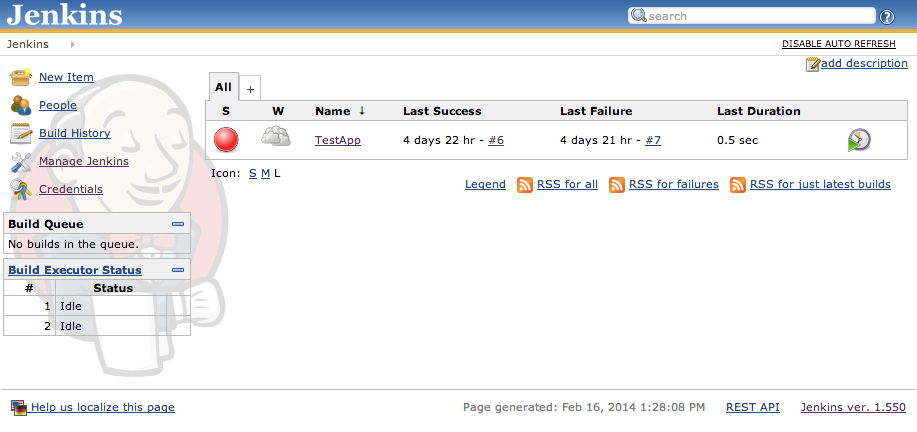 Jenkins
search
Jenkins
DISABLE AUTO REFRESH
add description
New Item
People
Build History
Manage Jenkins
Credentials
Build Queue
No builds in the queue.
Build Executor Status
# Status
1 Idle
2 Idle
All +
S W Name ↓ Last Success Last Failure Last Duration
TestApp 4 days 22 hr - #6 4 days 21 hr - #7 0.5 sec
Icon: S M L
Legend RSS for all RSS for failures RSS for just latest builds
Help us localize this page
Page generated: Feb 16, 2014 1:28:08 PM REST API Jenkins ver. 1.550